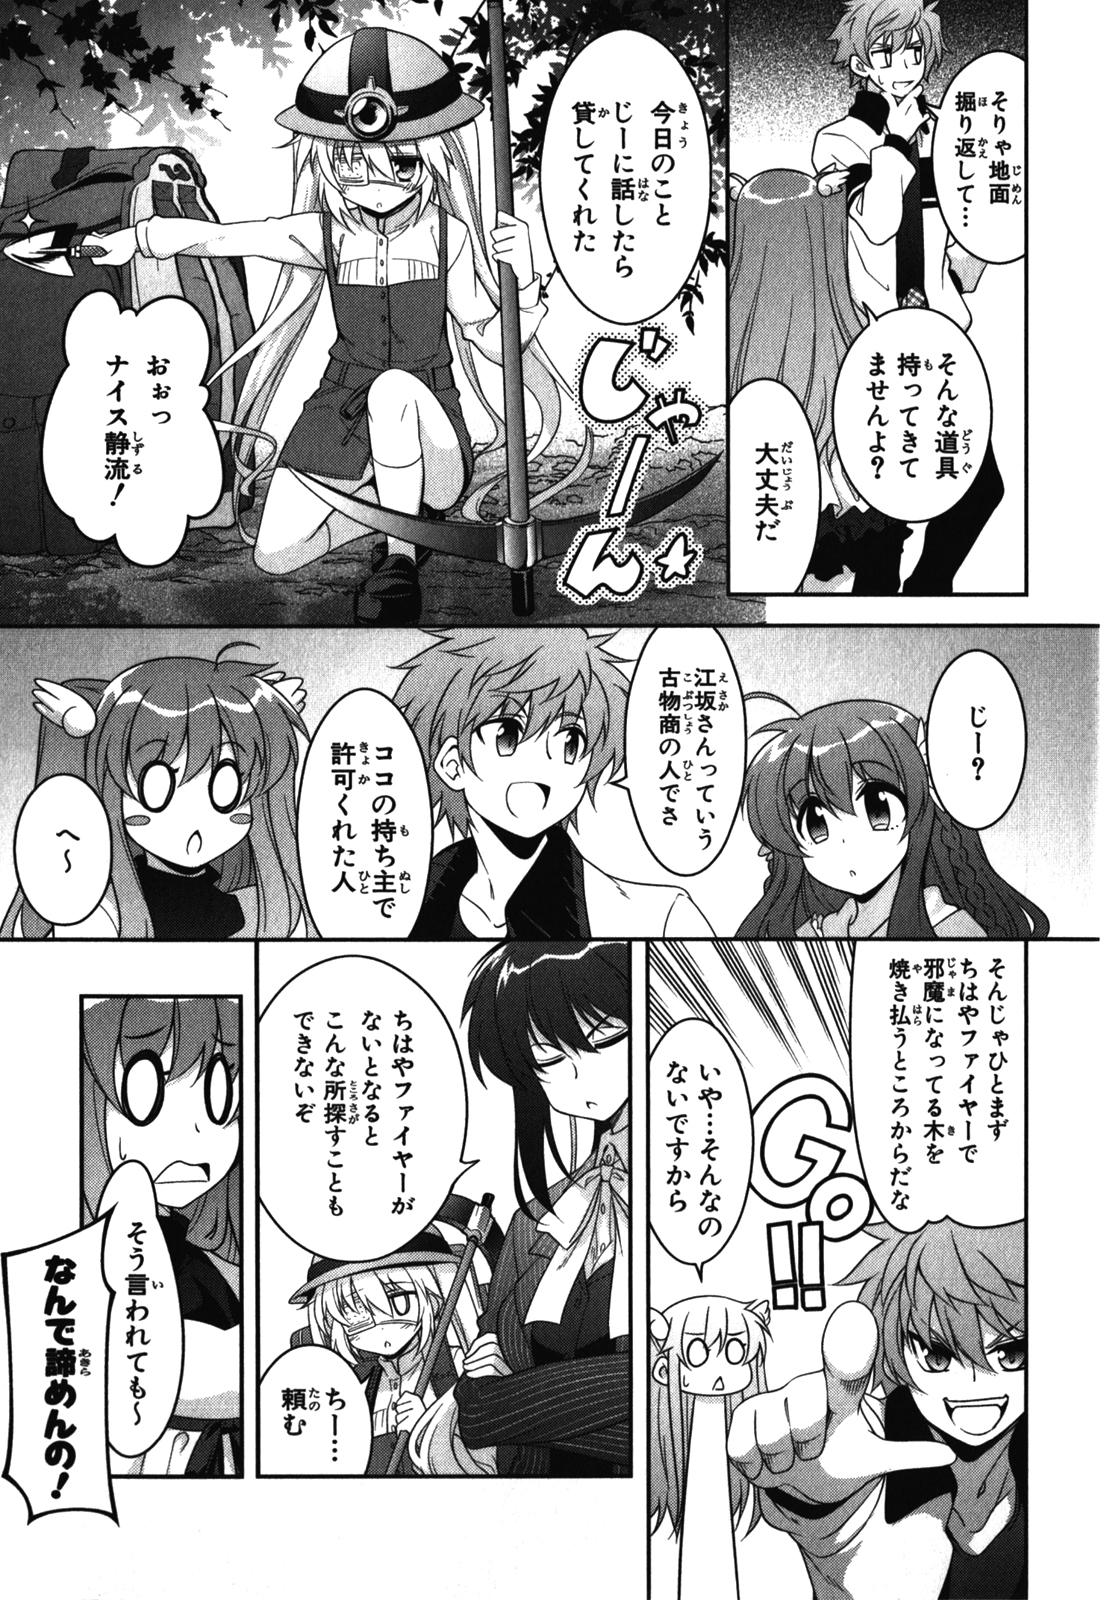 そりゃ地面
掘り返して…
そんな道具
持ってきて
ませんよ?
大丈夫だ
今日のこと
じーに話したら
貸してくれた
じゃーん
おぉっ
ナイス静流!
じー?
江坂さんっていう
古物商の人でさ
ココの持ち主で
許可くれた人
へ〜
そんじゃひとまず
ちはやファイヤーで
邪魔になってる木を
焼き払うところからだな
Go!!
いや…そんなの
ないですから
ちはやファイヤーが
ないとなると
こんな所探すことも
できないぞ
ちー…
頼む
そう言われても〜
なんで諦めんの!